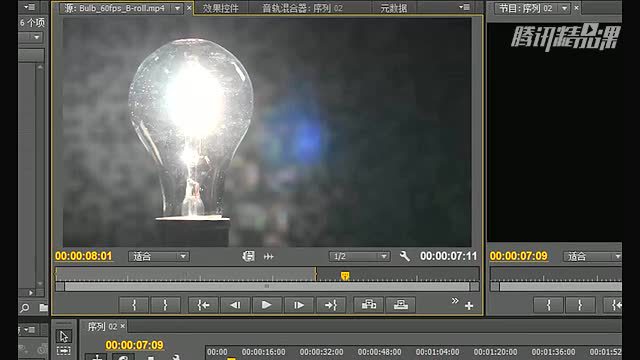 源: Bulb_60fps_B-roll.mp4
效果控件
音轨混合器: 序列 02
元数据
节目: 序列 02
腾讯精品课
6 个项
00:00:08:01
适合
1/2
00:00:07:11
00:00:07:09
适合
序列 02
00:00:07:09
00:00
00:00:16:00
00:00:32:00
00:00:48:00
00:01:04:00
00:01:20:00
00:01:36:00
00:01:52:0